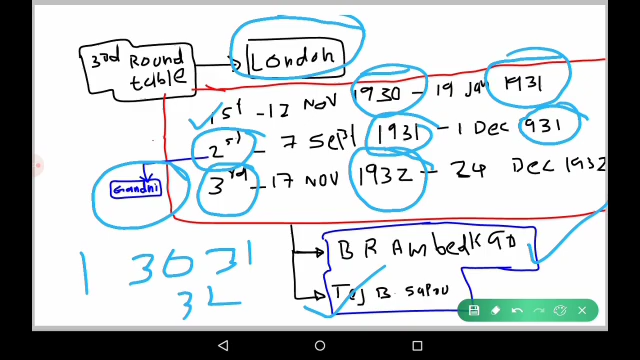 3rd Round table
London
1st - 12 NOV 1930 - 19 Jan 1931
2nd - 7 Sept 1931 - 1 Dec 1931
Gandhi
3rd - 17 NOV 1932 - 24 Dec 1932
B R AmbedKar
1 30 31
32
Tej B. Sapru